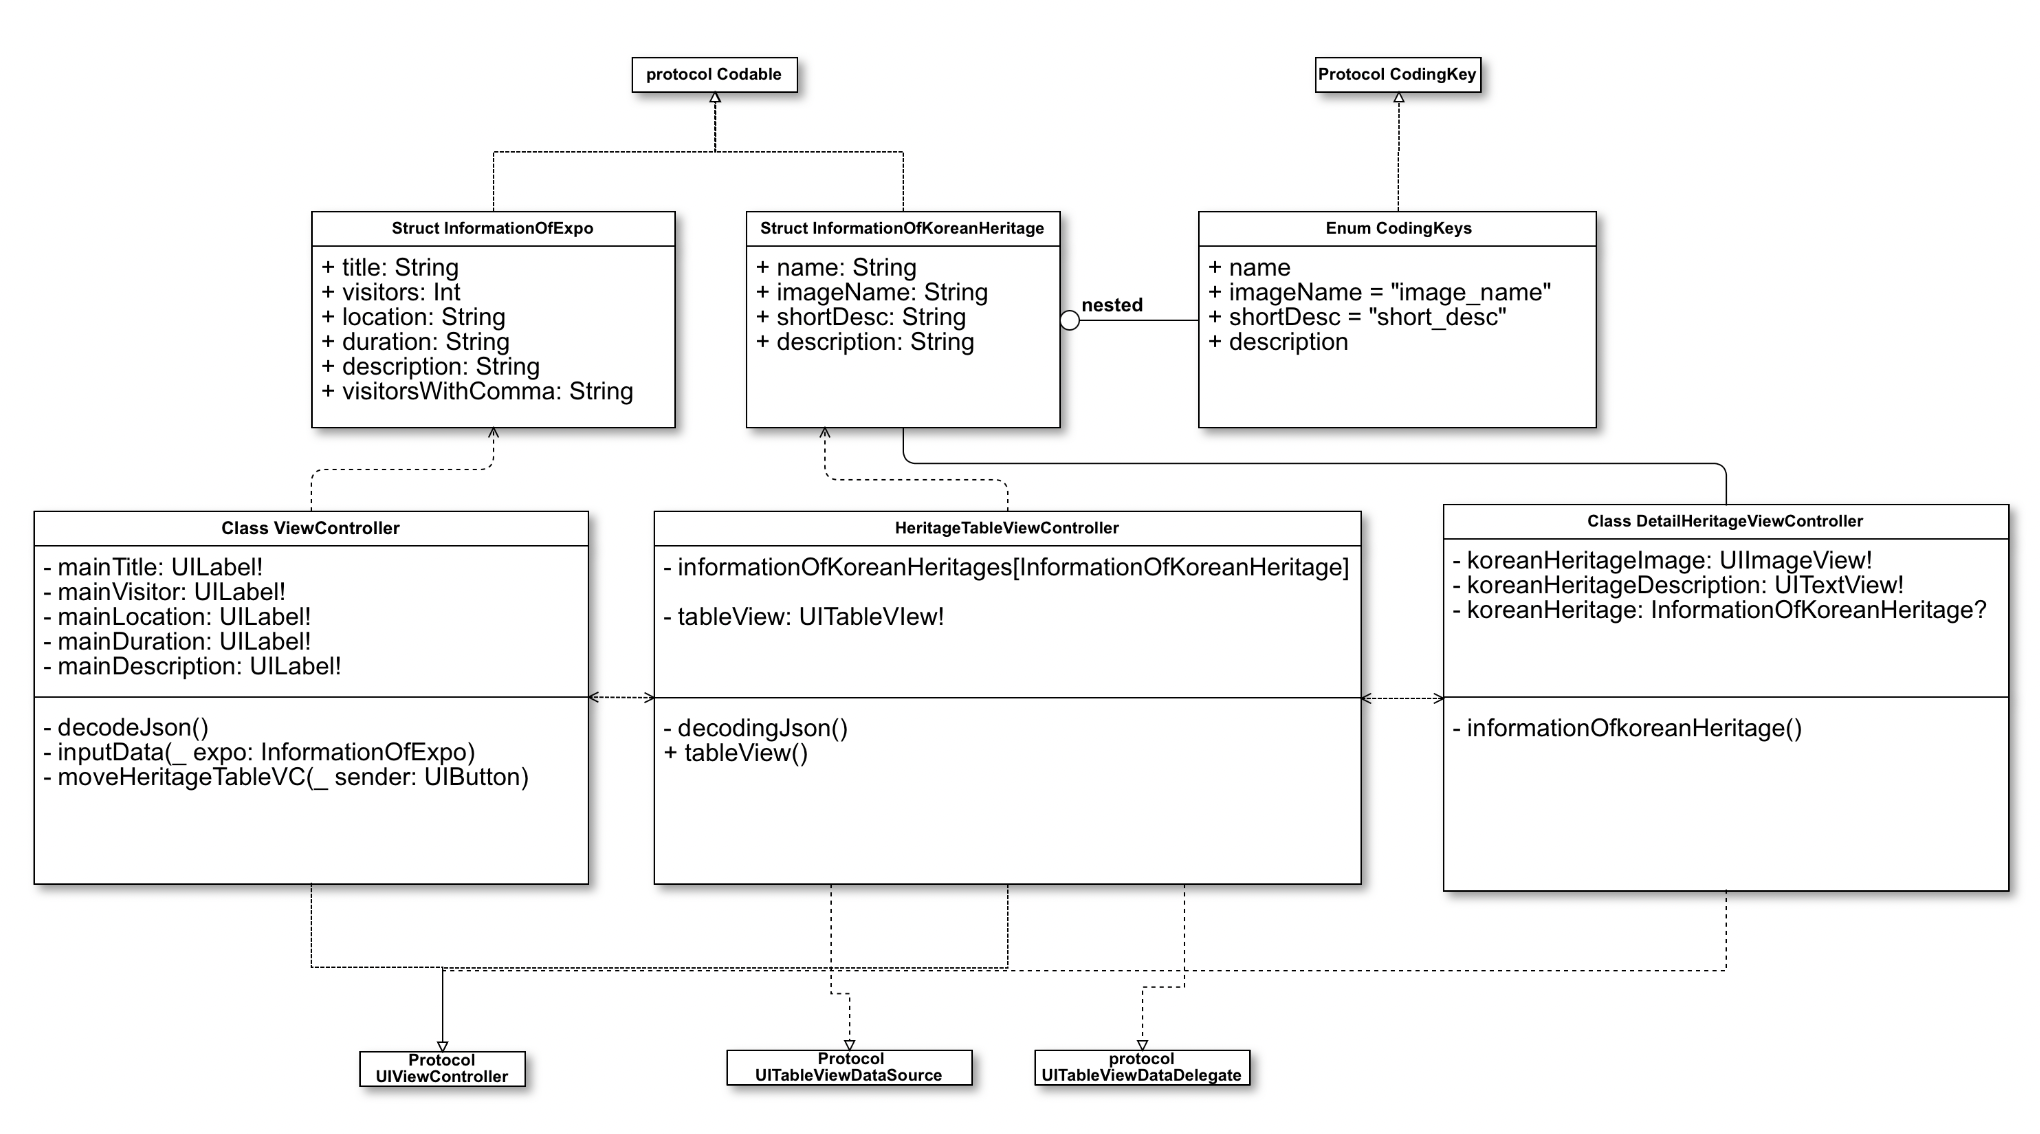 protocol Codable
Protocol CodingKey
Struct InformationOfExpo
+ title: String
+ visitors: Int
+ location: String
+ duration: String
+ description: String
+ visitorsWithComma: String
Struct InformationOfKoreanHeritage
+ name: String
+ imageName: String
+ shortDesc: String
+ description: String
nested
Enum CodingKeys
+ name
+ imageName = "image_name"
+ shortDesc = "short_desc"
+ description
Class ViewController
- mainTitle: UILabel!
- mainVisitor: UILabel!
- mainLocation: UILabel!
- mainDuration: UILabel!
- mainDescription: UILabel!
- decodeJson()
- inputData(_ expo: InformationOfExpo)
- moveHeritageTableVC(_ sender: UIButton)
HeritageTableViewController
- informationOfKoreanHeritages[InformationOfKoreanHeritage]
- tableView: UITableVIew!
- decodingJson()
+ tableView()
Class DetailHeritageViewController
- koreanHeritageImage: UIImageView!
- koreanHeritageDescription: UITextView!
- koreanHeritage: InformationOfKoreanHeritage?
- informationOfkoreanHeritage()
Protocol
UIViewController
Protocol
UITableViewDataSource
protocol
UITableViewDataDelegate